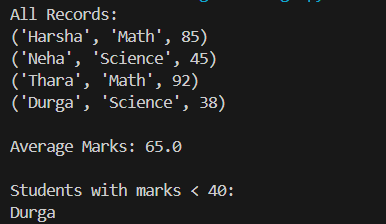 All Records:
('Harsha', 'Math', 85)
('Neha', 'Science', 45)
('Thara', 'Math', 92)
('Durga', 'Science', 38)
Average Marks: 65.0
Students with marks < 40:
Durga